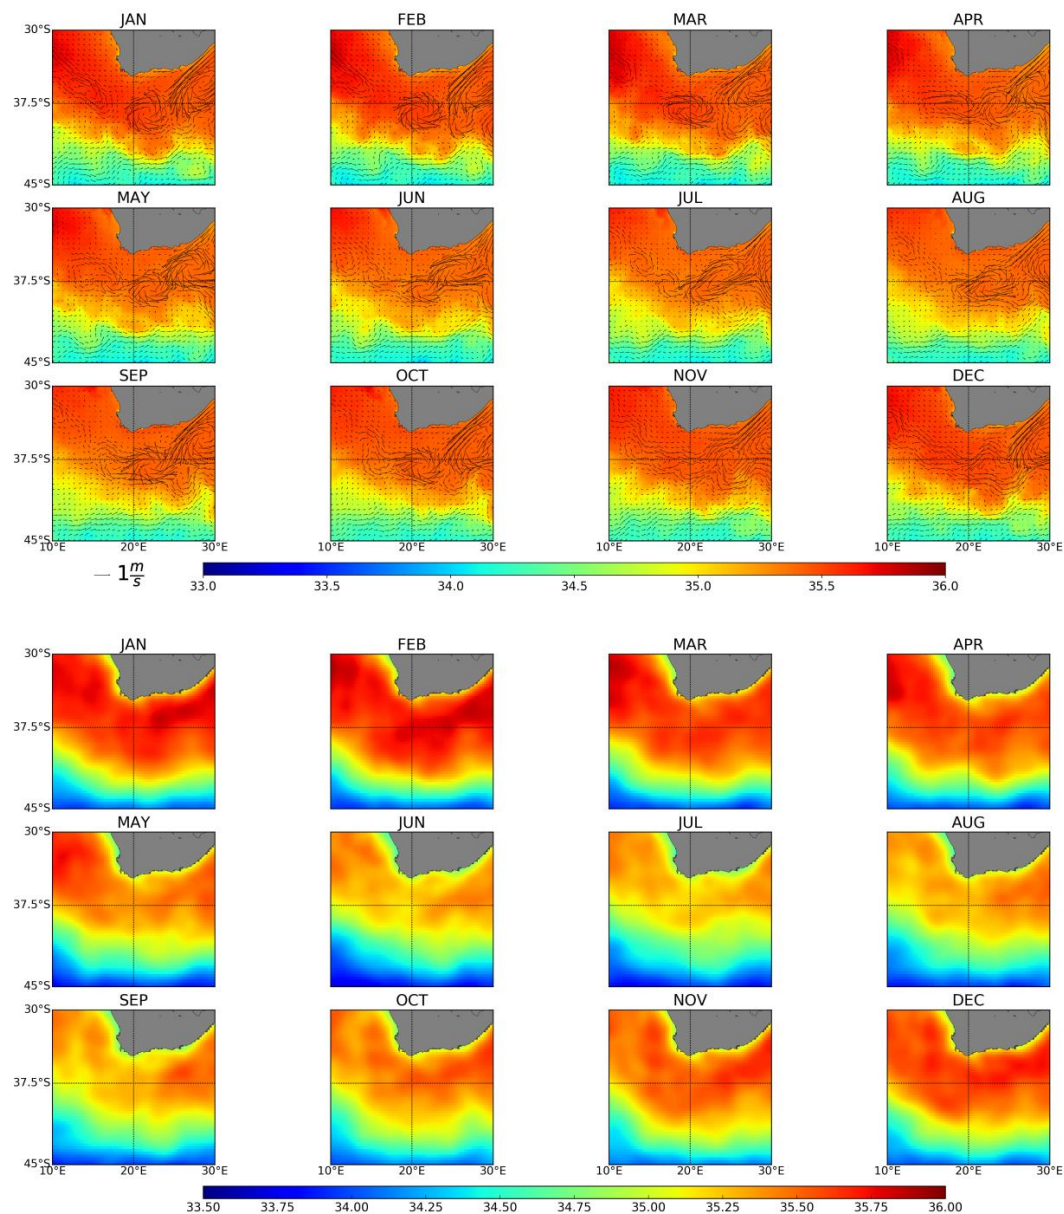 JAN FEB MAR APR
30°S
37.5°S
45°S
MAY JUN JUL AUG
30°S
37.5°S
45°S
SEP OCT NOV DEC
30°S
37.5°S
45°S
10°E 20°E 30°E 10°E 20°E 30°E 10°E 20°E 30°E 10°E 20°E 30°E
1 m/s
33.0 33.5 34.0 34.5 35.0 35.5 36.0
JAN FEB MAR APR
30°S
37.5°S
45°S
MAY JUN JUL AUG
30°S
37.5°S
45°S
SEP OCT NOV DEC
30°S
37.5°S
45°S
10°E 20°E 30°E 10°E 20°E 30°E 10°E 20°E 30°E 10°E 20°E 30°E
33.50 33.75 34.00 34.25 34.50 34.75 35.00 35.25 35.50 35.75 36.00